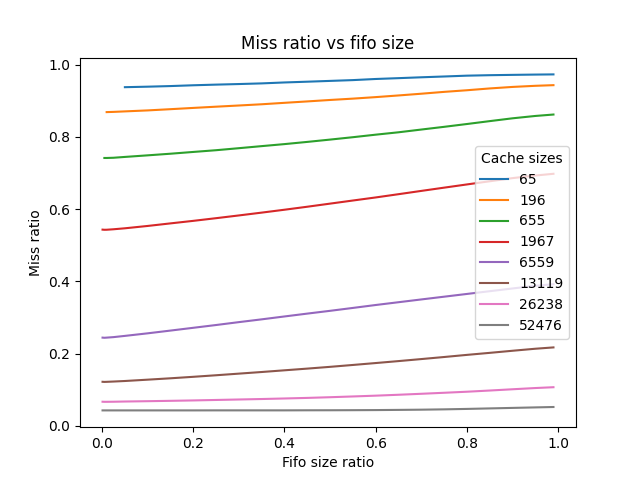 Miss ratio vs fifo size
Miss ratio
1.0
0.8
0.6
0.4
0.2
0.0
Cache sizes
65
196
655
1967
6559
13119
26238
52476
0.0 0.2 0.4 0.6 0.8 1.0
Fifo size ratio